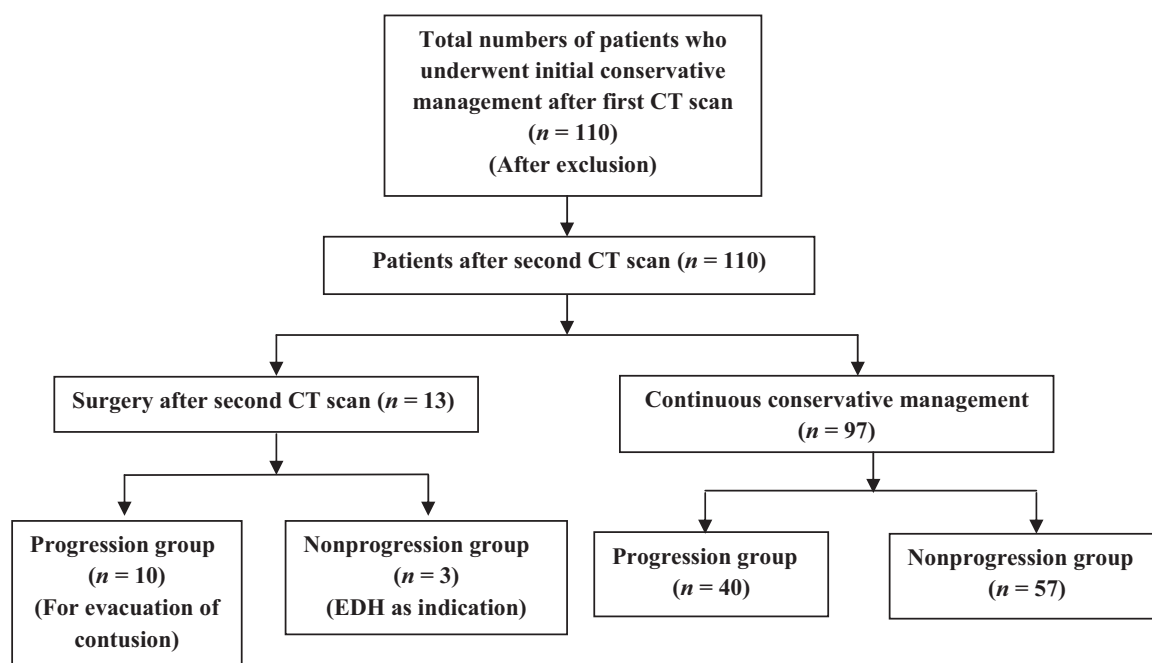 Total numbers of patients who
underwent initial conservative
management after first CT scan
(n = 110)
(After exclusion)
Patients after second CT scan (n = 110)
Surgery after second CT scan (n = 13)
Continuous conservative management
(n = 97)
Progression group
(n = 10)
(For evacuation of
contusion)
Nonprogression group
(n = 3)
(EDH as indication)
Progression group
(n = 40)
Nonprogression group
(n = 57)